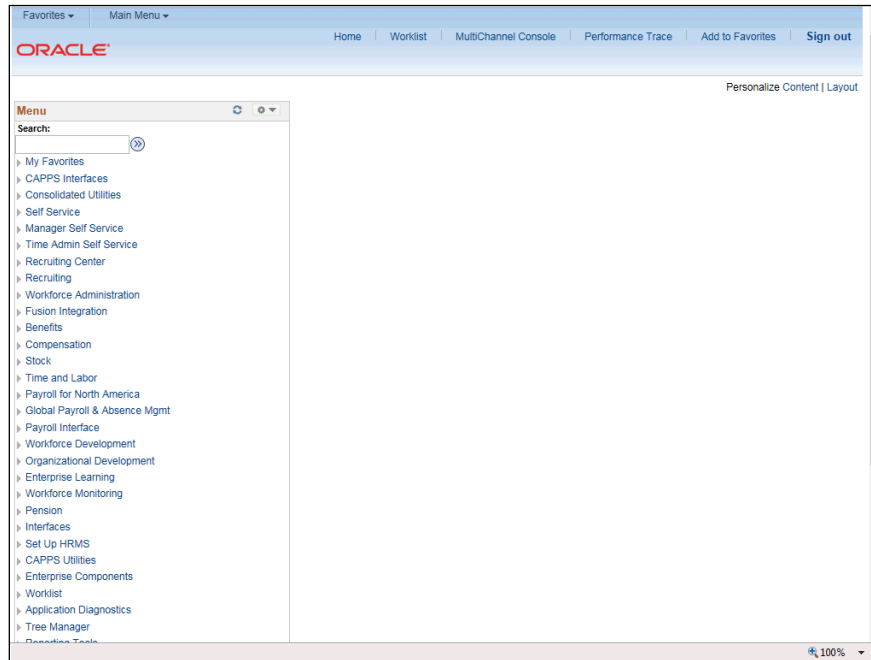 Favorites Main Menu
ORACLE
Home Worklist MultiChannel Console Performance Trace Add to Favorites Sign out
Personalize Content | Layout
Menu
Search:
My Favorites
CAPPS Interfaces
Consolidated Utilities
Self Service
Manager Self Service
Time Admin Self Service
Recruiting Center
Recruiting
Workforce Administration
Fusion Integration
Benefits
Compensation
Stock
Time and Labor
Payroll for North America
Global Payroll & Absence Mgmt
Payroll Interface
Workforce Development
Organizational Development
Enterprise Learning
Workforce Monitoring
Pension
Interfaces
Set Up HRMS
CAPPS Utilities
Enterprise Components
Worklist
Application Diagnostics
Tree Manager
Reporting Tools
100%